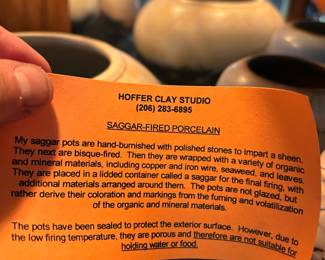 HOFFER CLAY STUDIO
(206) 283-6895
SAGGAR-FIRED PORCELAIN
My saggar pots are hand-burnished with polished stones to impart a sheen.
They next are bisque-fired. Then they are wrapped with a variety of organic
and mineral materials, including copper and iron wire, seaweed, and leaves.
They are placed in a lidded container called a saggar for the final firing, with
additional materials arranged around them. The pots are not glazed, but
rather derive their coloration and markings from the fuming and volatilization
of the organic and mineral materials.
The pots have been sealed to protect the exterior surface. However, due to
the low firing temperature, they are porous and therefore are not suitable for
holding water or food.